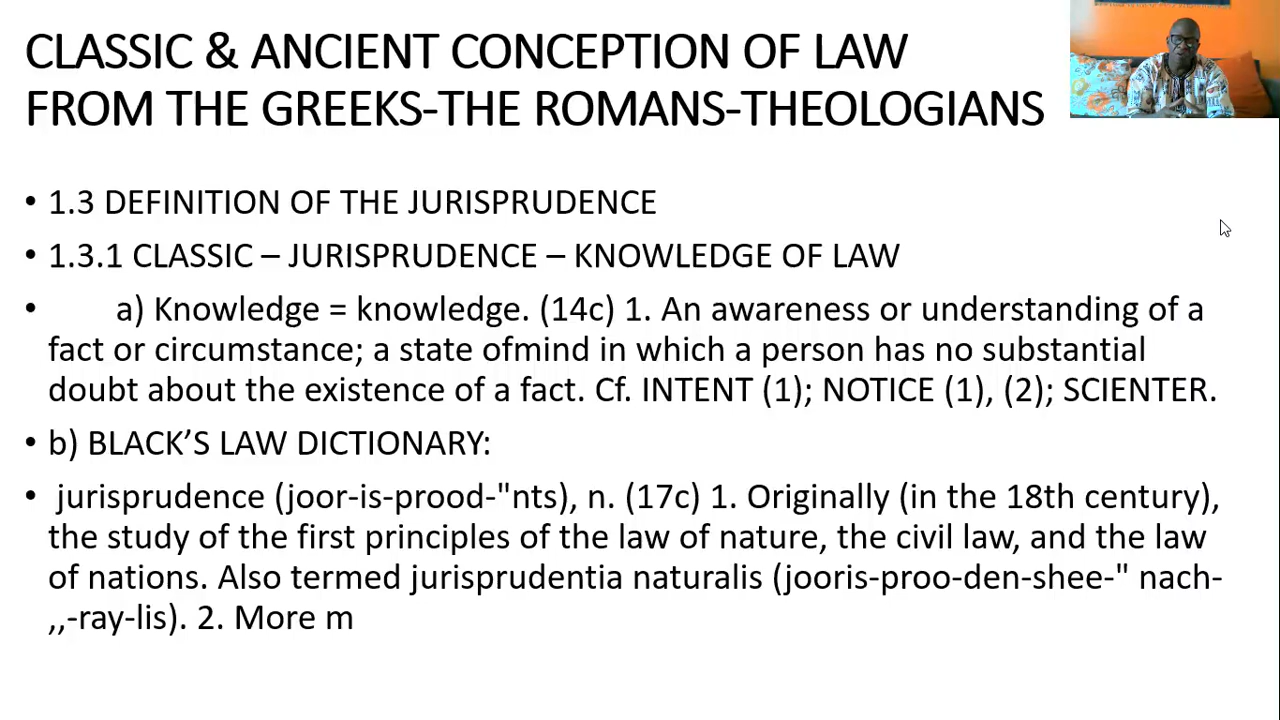 CLASSIC & ANCIENT CONCEPTION OF LAW
FROM THE GREEKS-THE ROMANS-THEOLOGIANS
• 1.3 DEFINITION OF THE JURISPRUDENCE
• 1.3.1 CLASSIC – JURISPRUDENCE – KNOWLEDGE OF LAW
• a) Knowledge = knowledge. (14c) 1. An awareness or understanding of a
fact or circumstance; a state ofmind in which a person has no substantial
doubt about the existence of a fact. Cf. INTENT (1); NOTICE (1), (2); SCIENTER.
• b) BLACK’S LAW DICTIONARY:
• jurisprudence (joor-is-prood-"nts), n. (17c) 1. Originally (in the 18th century),
the study of the first principles of the law of nature, the civil law, and the law
of nations. Also termed jurisprudentia naturalis (jooris-proo-den-shee-" nach-
,,-ray-lis). 2. More m